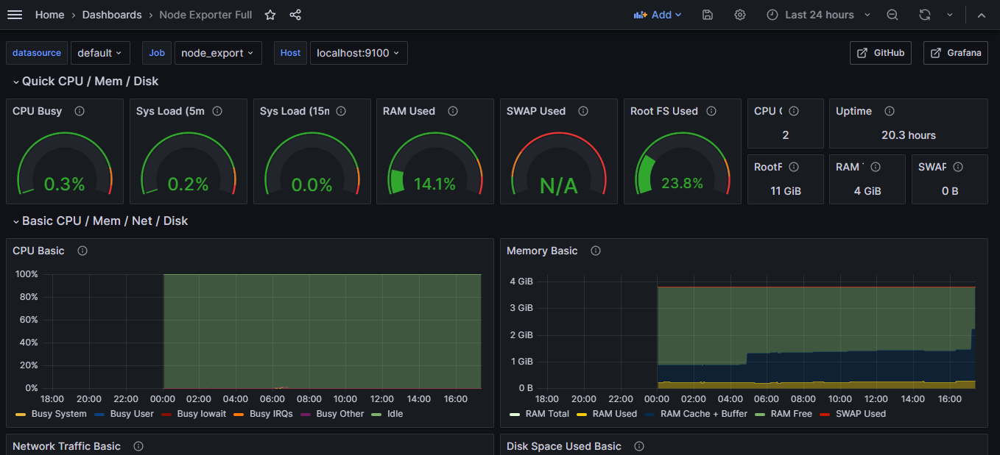 Home › Dashboards › Node Exporter Full Add Last 24 hours
datasource default Job node_export Host localhost:9100 GitHub Grafana
Quick CPU / Mem / Disk
CPU Busy Sys Load (5m Sys Load (15m RAM Used SWAP Used Root FS Used CPU Uptime
2 20.3 hours
RootF RAM SWAP
0.3% 0.2% 0.0% 14.1% N/A 23.8%
11 GiB 4 GiB 0 B
Basic CPU / Mem / Net / Disk
CPU Basic
100%
80%
60%
40%
20%
0%
18:00 20:00 22:00 00:00 02:00 04:00 06:00 08:00 10:00 12:00 14:00 16:00
Busy System Busy User Busy Iowait Busy IRQs Busy Other Idle
Memory Basic
4 GiB
3 GiB
2 GiB
1 GiB
0 B
18:00 20:00 22:00 00:00 02:00 04:00 06:00 08:00 10:00 12:00 14:00 16:00
RAM Total RAM Used RAM Cache + Buffer RAM Free SWAP Used
Network Traffic Basic
Disk Space Used Basic